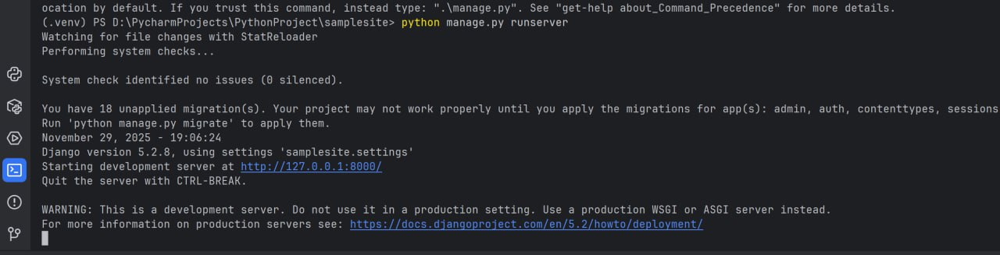 ocation by default. If you trust this command, instead type: ".\manage.py". See "get-help about_Command_Precedence" for more details.
(.venv) PS D:\PycharmProjects\PythonProject\samplesite> python manage.py runserver
Watching for file changes with StatReloader
Performing system checks...
System check identified no issues (0 silenced).
You have 18 unapplied migration(s). Your project may not work properly until you apply the migrations for app(s): admin, auth, contenttypes, sessions
Run 'python manage.py migrate' to apply them.
November 29, 2025 - 19:06:24
Django version 5.2.8, using settings 'samplesite.settings'
Starting development server at http://127.0.0.1:8000/
Quit the server with CTRL-BREAK.
WARNING: This is a development server. Do not use it in a production setting. Use a production WSGI or ASGI server instead.
For more information on production servers see: https://docs.djangoproject.com/en/5.2/howto/deployment/